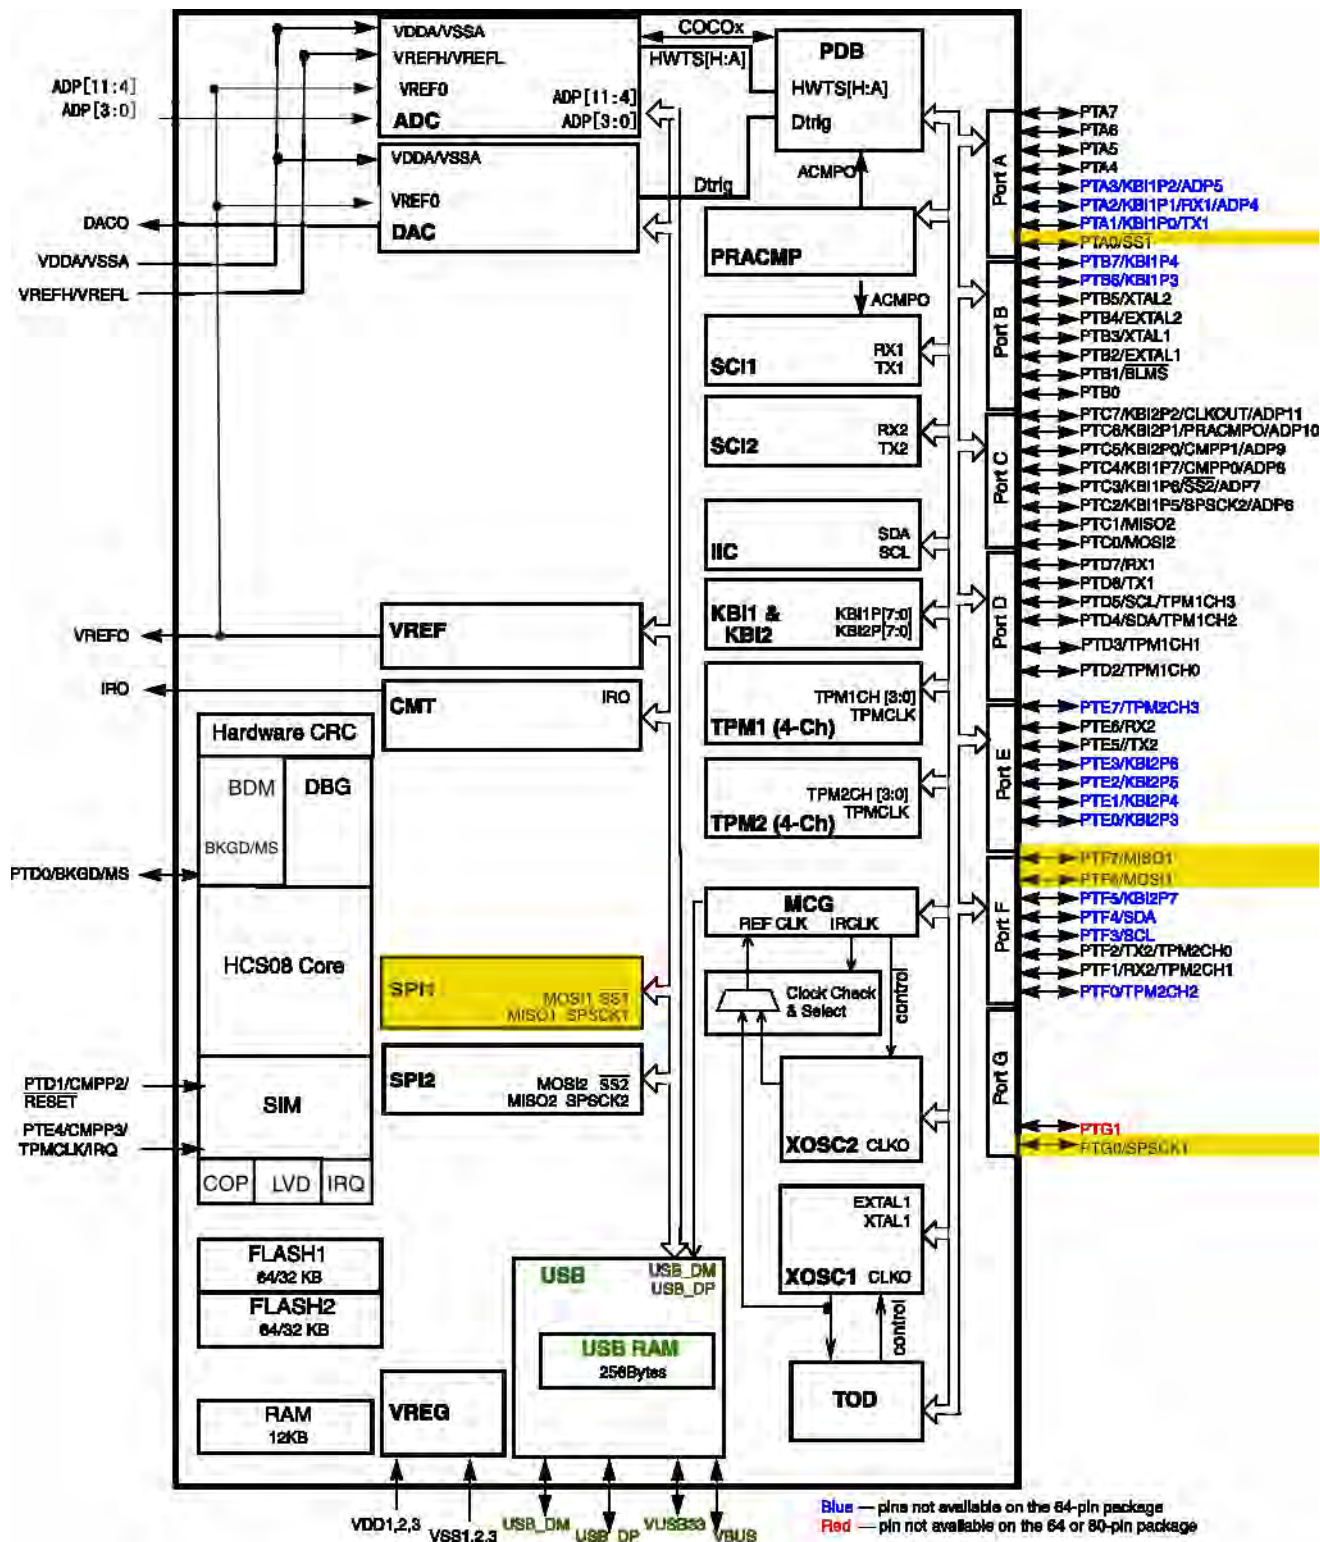 VDDA/VSSA
VREFH/VREFL
VREFO
ADC
ADP[11:4]
ADP[3:0]
ADP[11:4]
ADP[3:0]
COCOx
HWTS[H:A]
PDB
HWTS[H:A]
Dtrig
VDDA/VSSA
VREFO
DAC
Dtrig
ACMPO
DACO
VDDA/VSSA
VREFH/VREFL
PRACMP
ACMPO
SCI1
RX1
TX1
SCI2
RX2
TX2
IIC
SDA
SCL
KBI1 &
KBI2
KBI1P[7:0]
KBI2P[7:0]
TPM1CH [3:0]
TPMCLK
TPM1 (4-Ch)
TPM2CH [3:0]
TPMCLK
TPM2 (4-Ch)
VREFO
VREF
IRO
CMT
IRO
Hardware CRC
BDM
DBG
BKGD/MS
PTD0/BKGD/MS
HCS08 Core
SPI1
MOSI1 SS1
MISO1 SPSCK1
SPI2
MOSI2 SS2
MISO2 SPSCK2
PTD1/CMPP2/
RESET
PTE4/CMPP3/
TPMCLK/IRQ
SIM
COP
LVD
IRQ
MCG
REF CLK
IRCLK
Clock Check
& Select
control
XOSC2
CLKO
EXTAL1
XTAL1
XOSC1
CLKO
control
TOD
FLASH1
64/32 KB
FLASH2
64/32 KB
RAM
12KB
VREG
USB
USB_DM
USB_DP
USB RAM
256Bytes
VDD1,2,3
VSS1,2,3
USB_DM
USB_DP
VUSB33
VBUS
Port A
PTA7
PTA6
PTA5
PTA4
PTA3/KBI1P2/ADP5
PTA2/KBI1P1/RX1/ADP4
PTA1/KBI1P0/TX1
PTA0/SS1
Port B
PTB7/KBI1P4
PTB6/KBI1P3
PTB5/XTAL2
PTB4/EXTAL2
PTB3/XTAL1
PTB2/EXTAL1
PTB1/BLMS
PTB0
Port C
PTC7/KBI2P2/CLKOUT/ADP11
PTC6/KBI2P1/PRACMPO/ADP10
PTC5/KBI2P0/CMPP1/ADP9
PTC4/KBI1P7/CMPP0/ADP8
PTC3/KBI1P6/SS2/ADP7
PTC2/KBI1P5/SPSCK2/ADP6
PTC1/MISO2
PTC0/MOSI2
Port D
PTD7/RX1
PTD6/TX1
PTD5/SCL/TPM1CH3
PTD4/SDA/TPM1CH2
PTD3/TPM1CH1
PTD2/TPM1CH0
Port E
PTE7/TPM2CH3
PTE6/RX2
PTE5//TX2
PTE3/KBI2P6
PTE2/KBI2P5
PTE1/KBI2P4
PTE0/KBI2P3
Port F
PTF7/MISO1
PTF6/MOSI1
PTF5/KBI2P7
PTF4/SDA
PTF3/SCL
PTF2/TX2/TPM2CH0
PTF1/RX2/TPM2CH1
PTF0/TPM2CH2
Port G
PTG1
PTG0/SPSCK1
Blue — pins not available on the 64-pin package
Red — pin not available on the 64 or 80-pin package